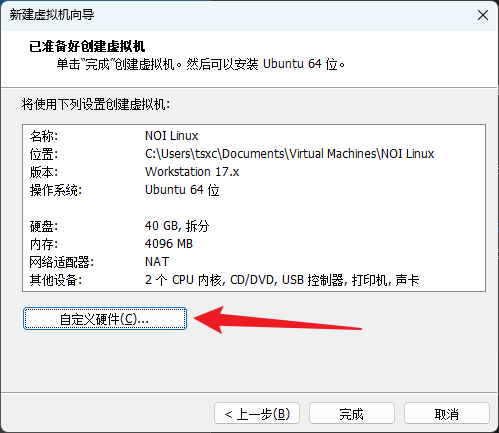 新建虚拟机向导
已准备好创建虚拟机
单击“完成”创建虚拟机。然后可以安装 Ubuntu 64 位。
将使用下列设置创建虚拟机:
名称: NOI Linux
位置: C:\Users\tsxc\Documents\Virtual Machines\NOI Linux
版本: Workstation 17.x
操作系统: Ubuntu 64 位
硬盘: 40 GB, 拆分
内存: 4096 MB
网络适配器: NAT
其他设备: 2 个 CPU 内核, CD/DVD, USB 控制器, 打印机, 声卡
自定义硬件(C)...
< 上一步(B) 完成 取消